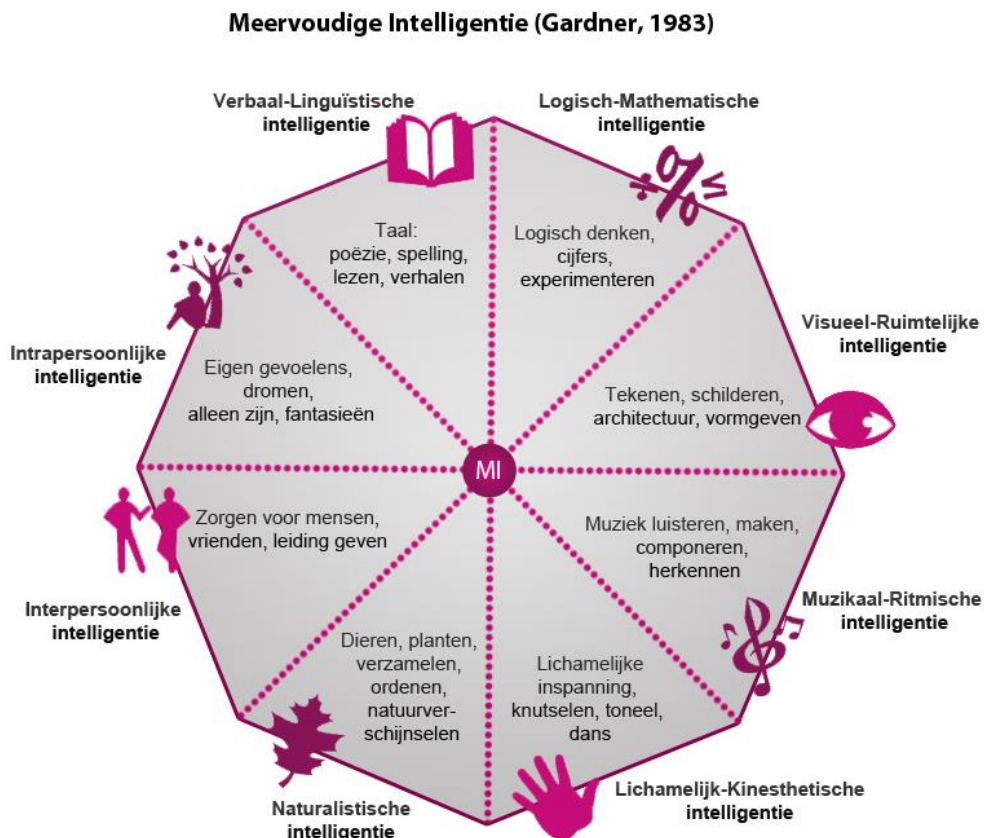 Meervoudige Intelligentie (Gardner, 1983)
Verbaal-Linguïstische
intelligentie
Logisch-Mathematische
intelligentie
Taal:
poëzie, spelling,
lezen, verhalen
Logisch denken,
cijfers,
experimenteren
Visueel-Ruimtelijke
intelligentie
Intrapersoonlijke
intelligentie
Eigen gevoelens,
dromen,
alleen zijn, fantasieën
Tekenen, schilderen,
architectuur, vormgeven
MI
Zorgen voor mensen,
vrienden, leiding geven
Muziek luisteren, maken,
componeren,
herkennen
Interpersoonlijke
intelligentie
Muzikaal-Ritmische
intelligentie
Dieren, planten,
verzamelen,
ordenen,
natuurver-
schijnselen
Lichamelijke
inspanning,
knutselen, toneel,
dans
Naturalistische
intelligentie
Lichamelijk-Kinesthetische
intelligentie